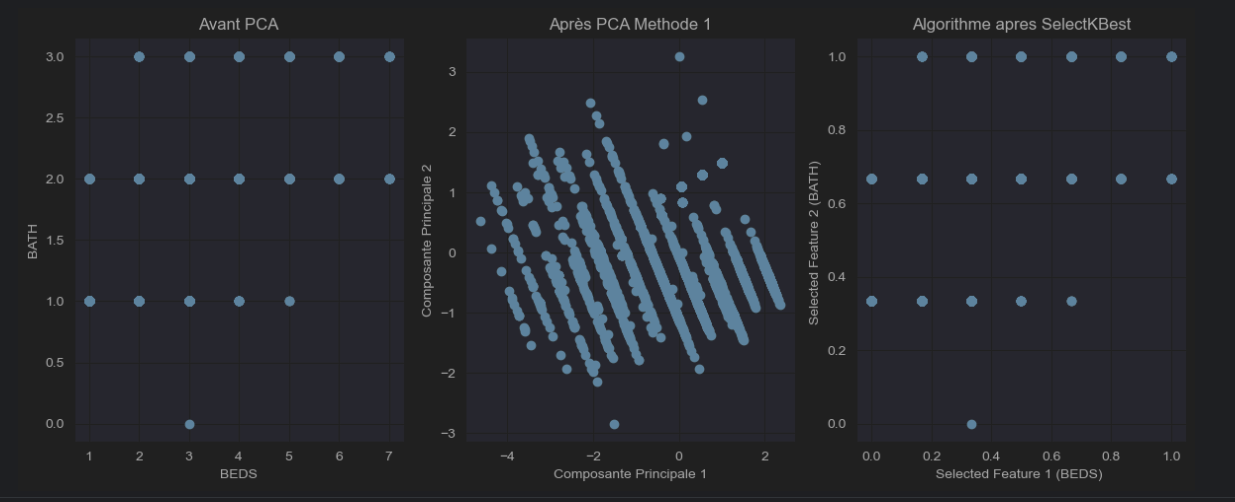 Avant PCA
3.0
2.5
2.0
1.5
1.0
0.5
0.0
BATH
1 2 3 4 5 6 7
BEDS
Après PCA Methode 1
3
2
1
0
−1
−2
−3
Composante Principale 2
−4 −2 0 2
Composante Principale 1
Algorithme apres SelectKBest
1.0
0.8
0.6
0.4
0.2
0.0
Selected Feature 2 (BATH)
0.0 0.2 0.4 0.6 0.8 1.0
Selected Feature 1 (BEDS)